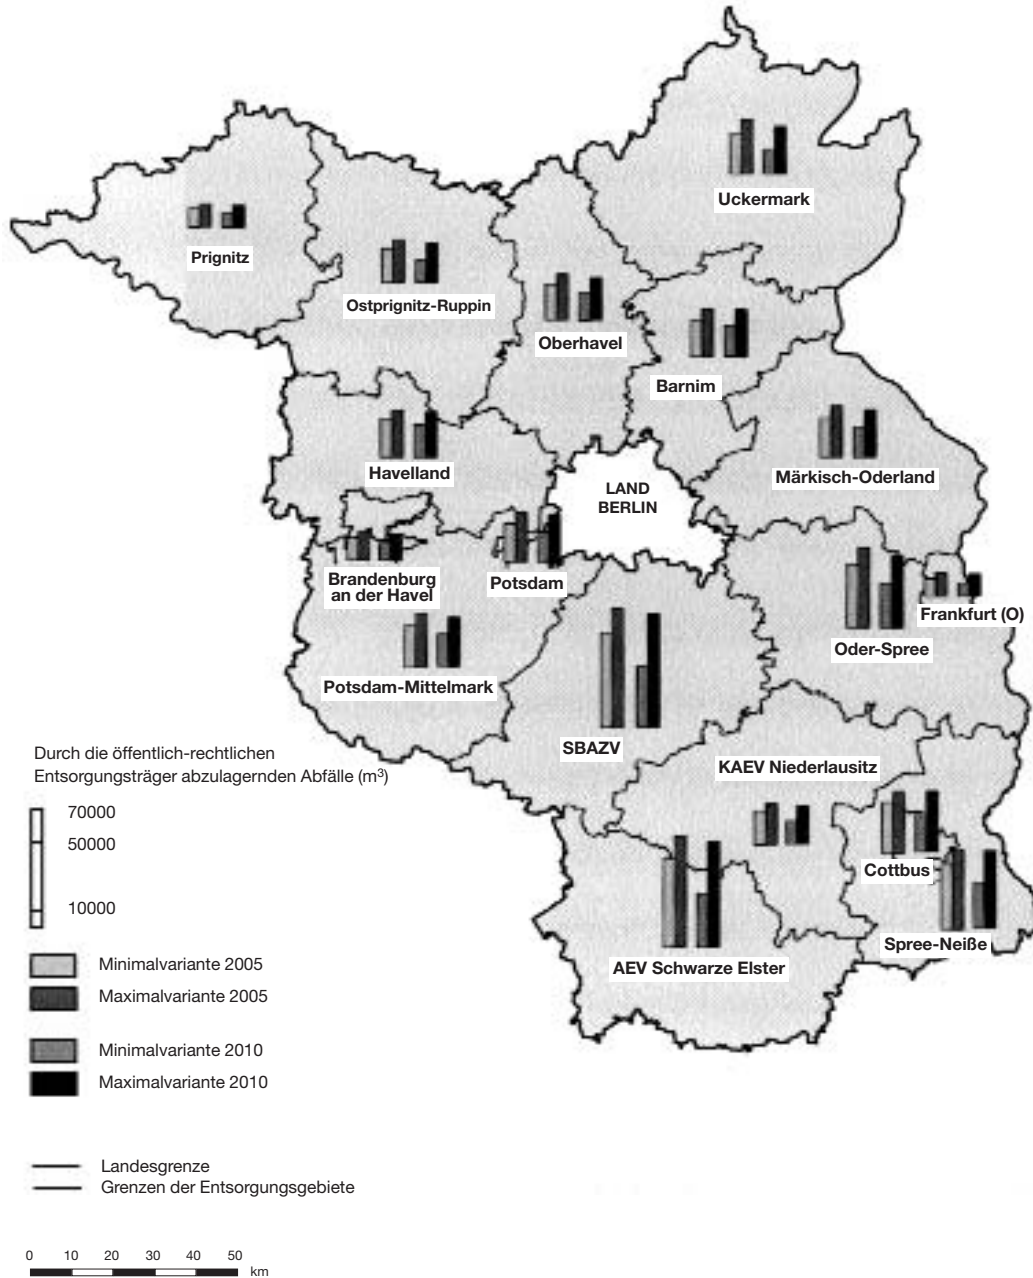 Uckermark
Prignitz
Ostprignitz-Ruppin
Oberhavel
Barnim
Havelland
Märkisch-Oderland
LAND
BERLIN
Brandenburg
an der Havel
Potsdam
Frankfurt (O)
Oder-Spree
Potsdam-Mittelmark
SBAZV
KAEV Niederlausitz
Cottbus
Spree-Neiße
AEV Schwarze Elster
Durch die öffentlich-rechtlichen
Entsorgungsträger abzulagernden Abfälle (m³)
70000
50000
10000
Minimalvariante 2005
Maximalvariante 2005
Minimalvariante 2010
Maximalvariante 2010
Landesgrenze
Grenzen der Entsorgungsgebiete
0 10 20 30 40 50
km